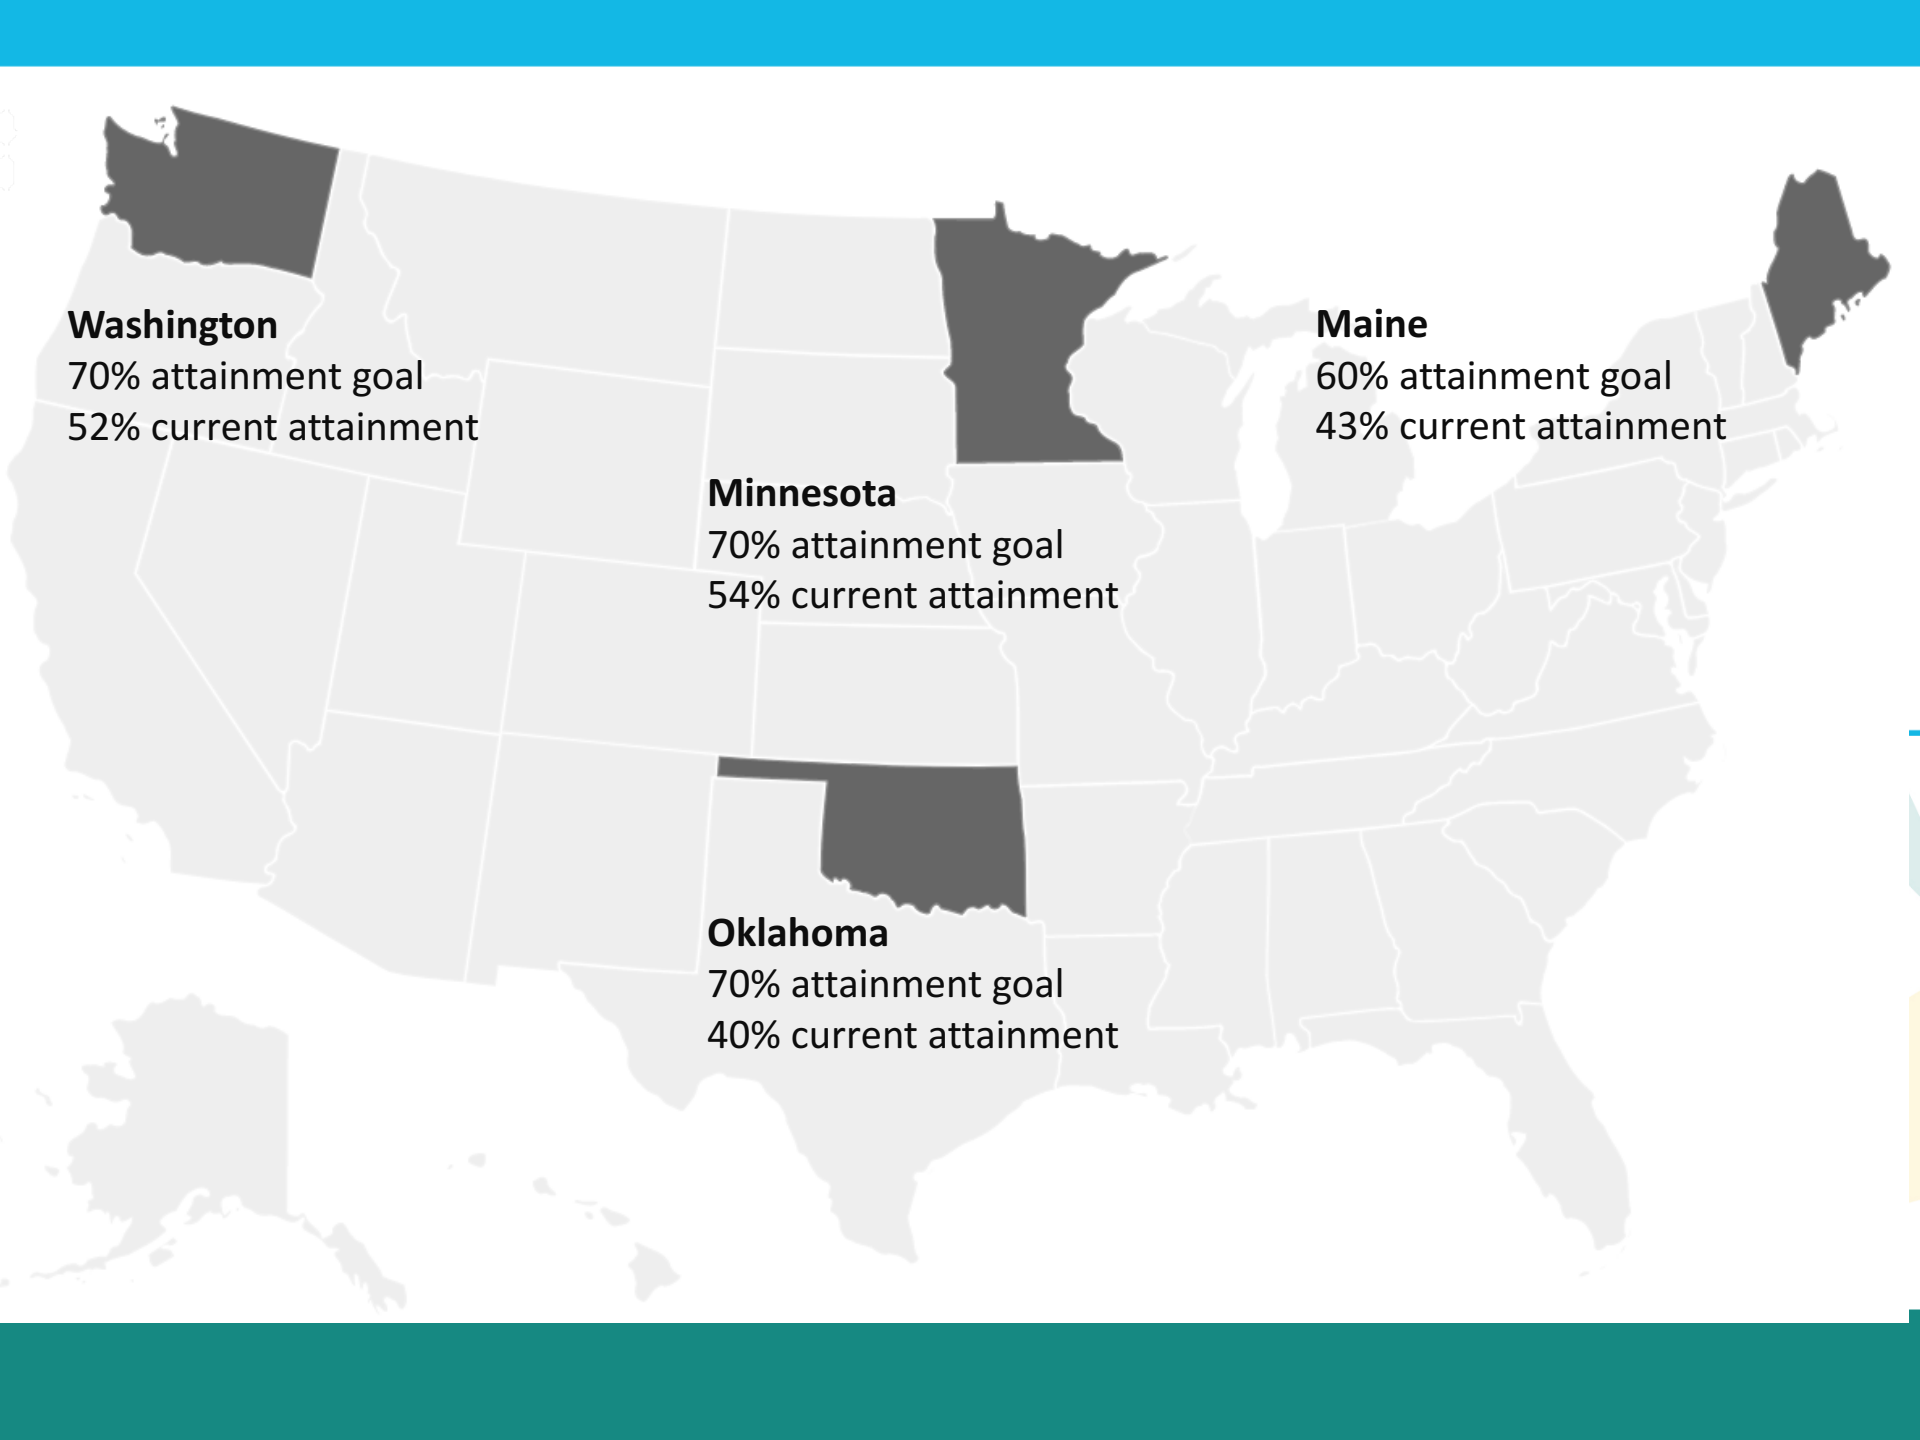 Washington
70% attainment goal
52% current attainment
Minnesota
70% attainment goal
54% current attainment
Maine
60% attainment goal
43% current attainment
Oklahoma
70% attainment goal
40% current attainment